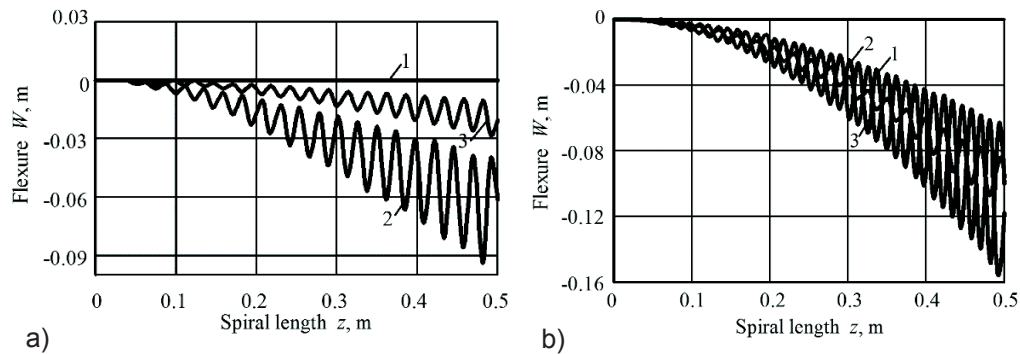 0.03
0
-0.03
-0.06
-0.09
Flexure W, m
1
3
2
0 0.1 0.2 0.3 0.4 0.5
Spiral length z, m
a)
0
-0.04
-0.08
-0.12
-0.16
Flexure W, m
2
1
3
0 0.1 0.2 0.3 0.4 0.5
Spiral length z, m
b)